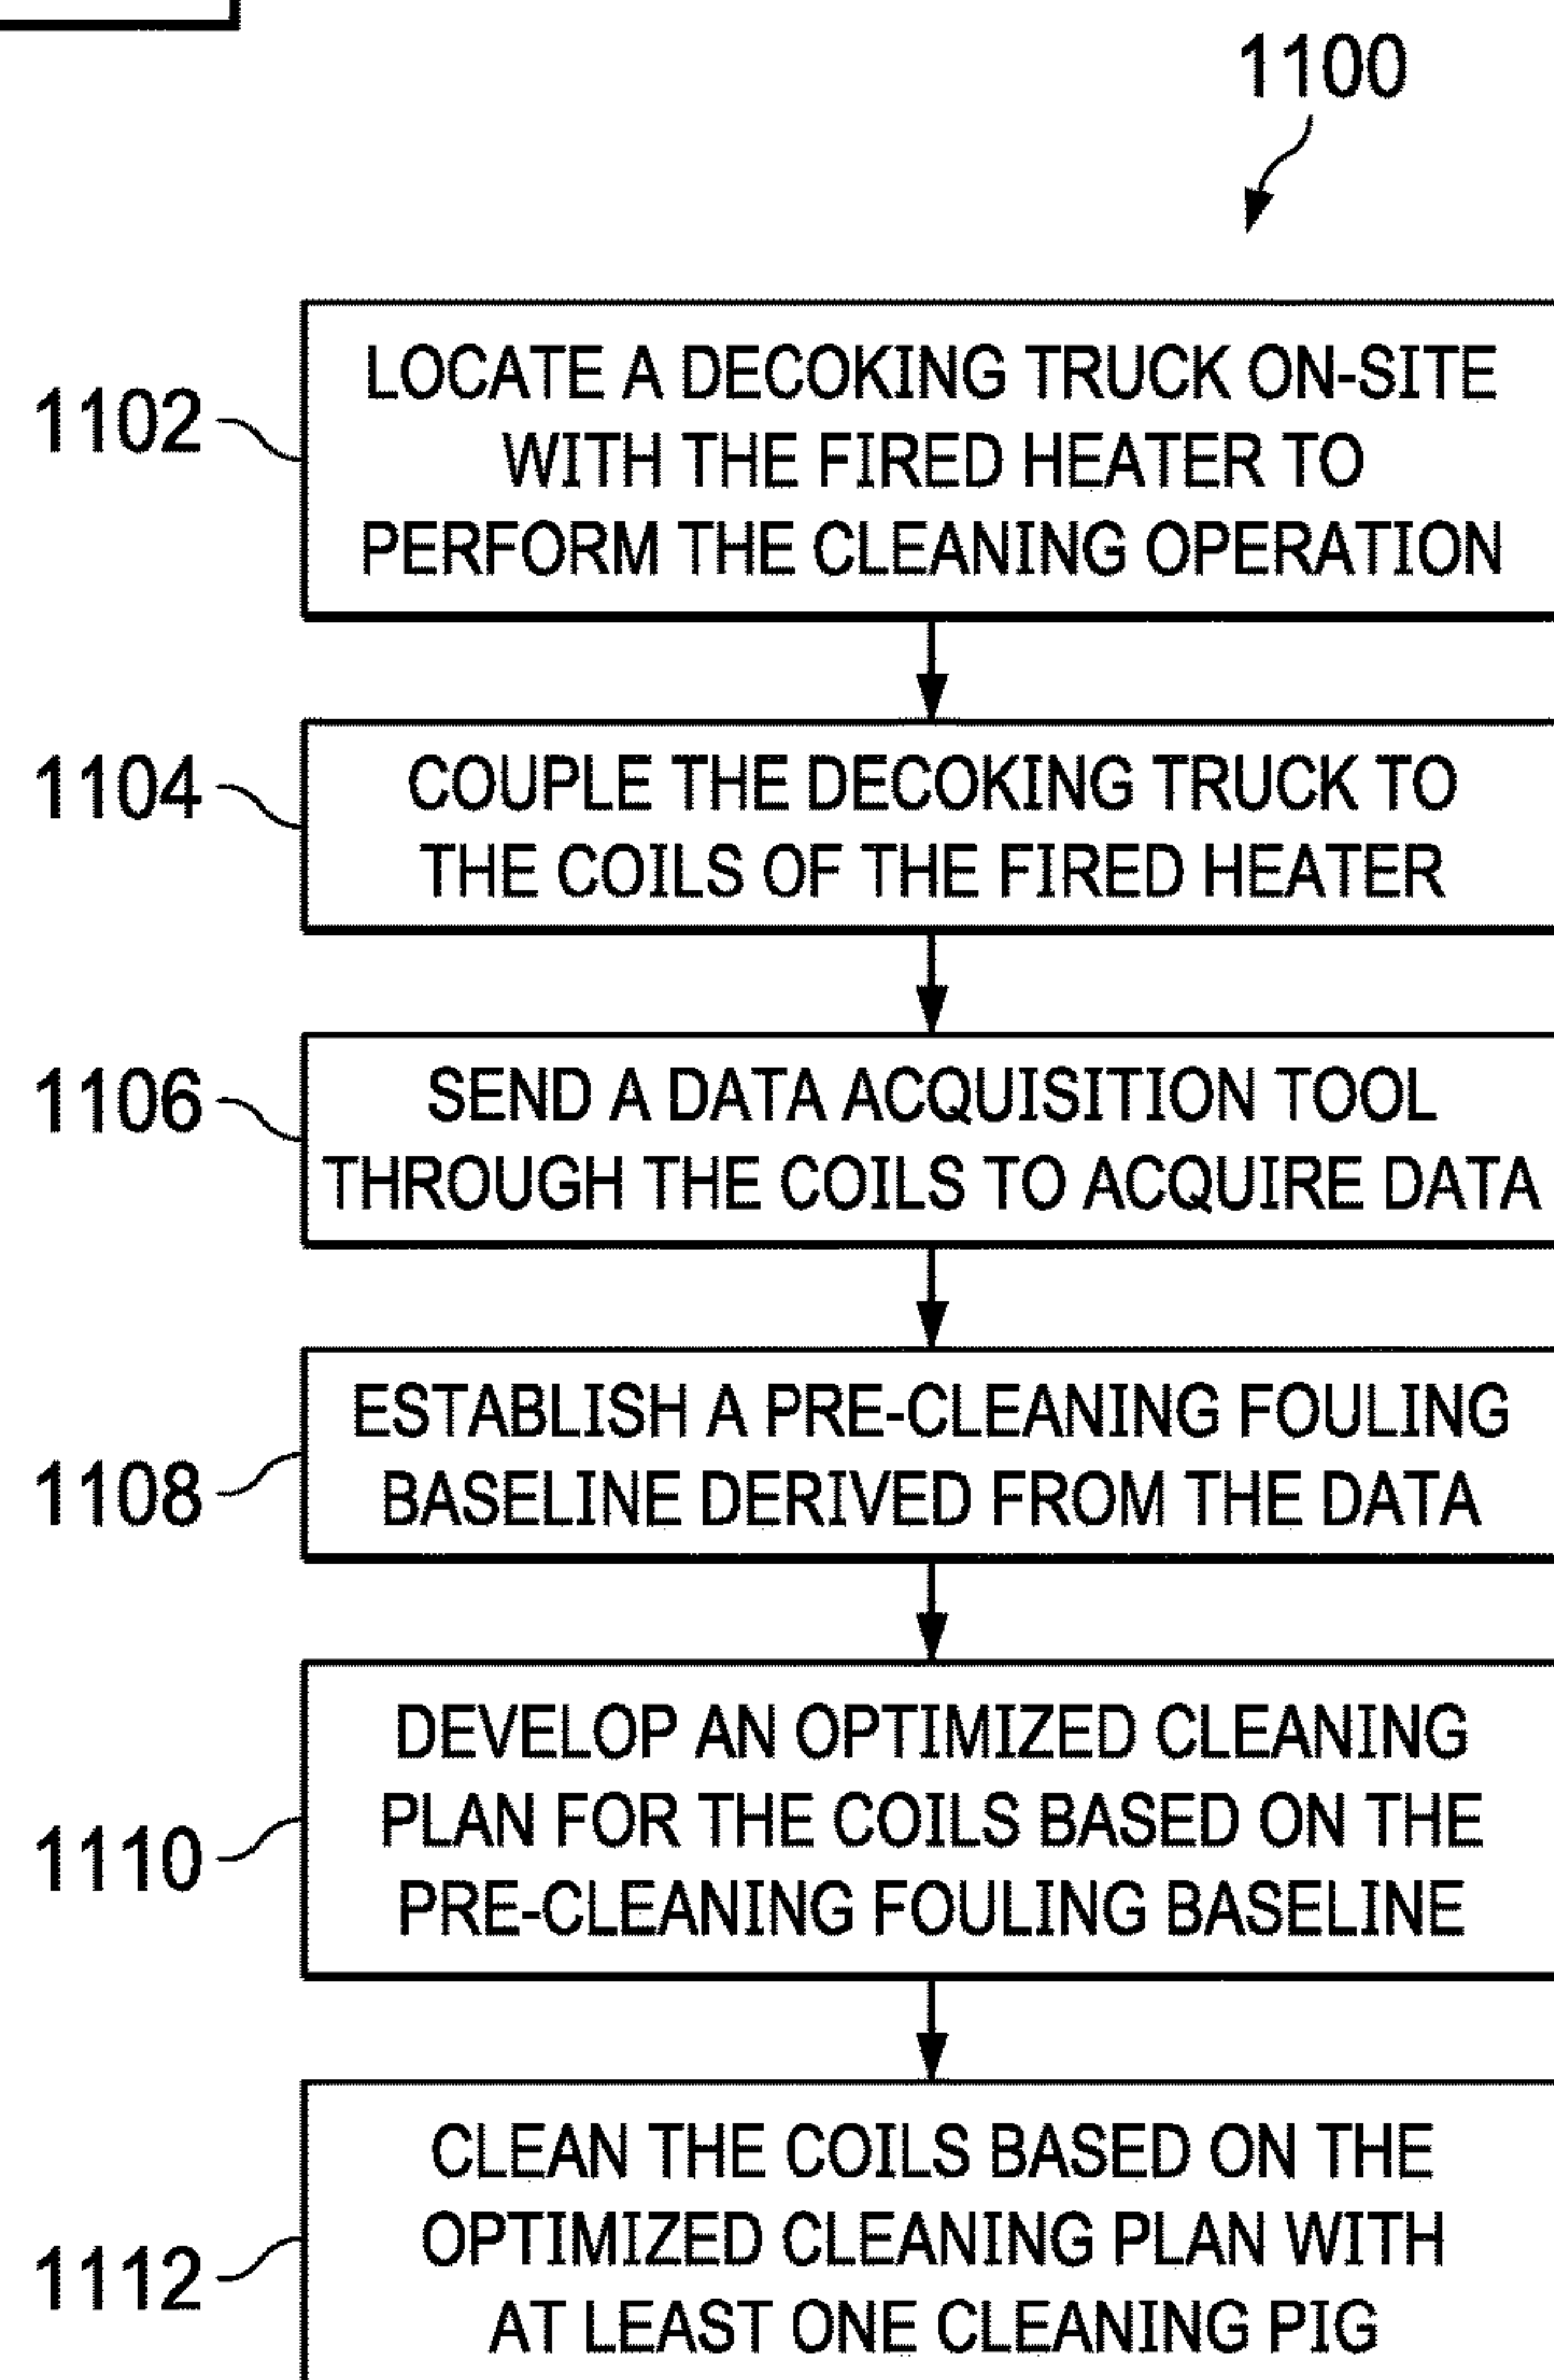 1100
1102
LOCATE A DECOKING TRUCK ON-SITE
WITH THE FIRED HEATER TO
PERFORM THE CLEANING OPERATION
1104
COUPLE THE DECOKING TRUCK TO
THE COILS OF THE FIRED HEATER
1106
SEND A DATA ACQUISITION TOOL
THROUGH THE COILS TO ACQUIRE DATA
1108
ESTABLISH A PRE-CLEANING FOULING
BASELINE DERIVED FROM THE DATA
1110
DEVELOP AN OPTIMIZED CLEANING
PLAN FOR THE COILS BASED ON THE
PRE-CLEANING FOULING BASELINE
1112
CLEAN THE COILS BASED ON THE
OPTIMIZED CLEANING PLAN WITH
AT LEAST ONE CLEANING PIG